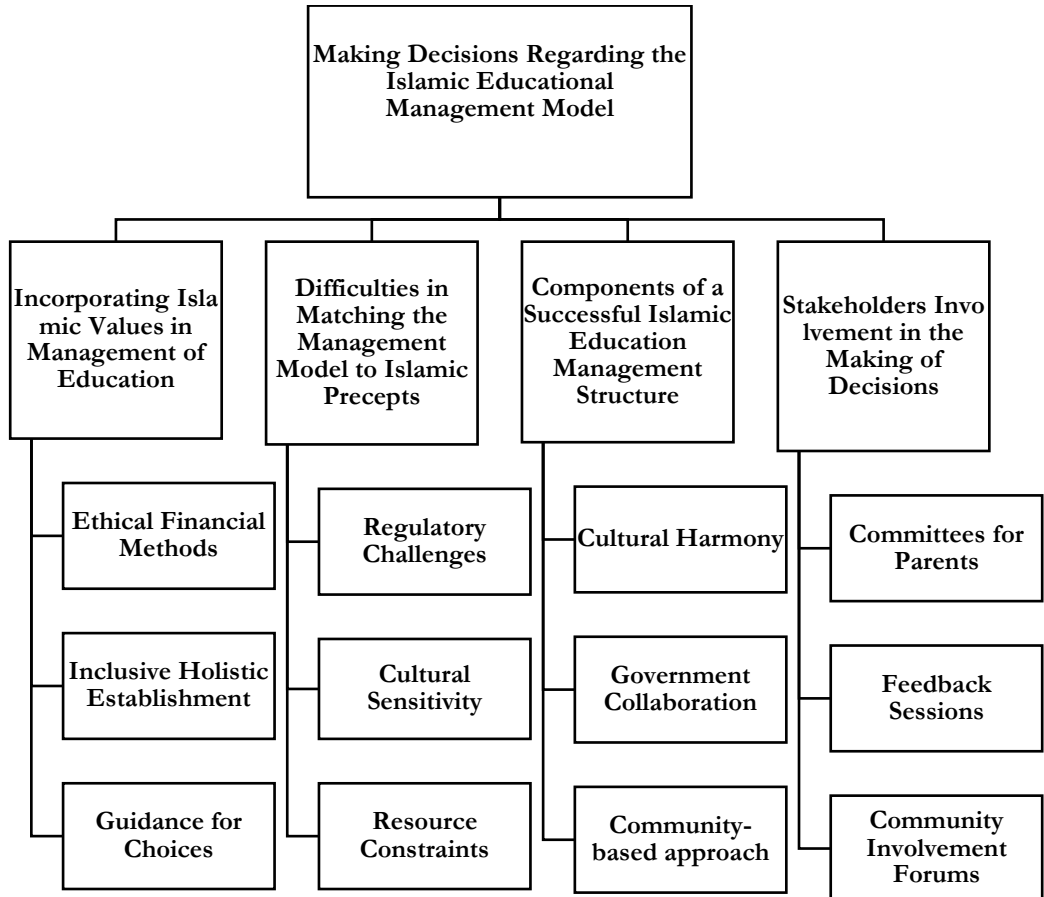 Making Decisions Regarding the
Islamic Educational
Management Model
Incorporating Isla
mic Values in
Management of
Education
Difficulties in
Matching the
Management
Model to Islamic
Precepts
Components of a
Successful Islamic
Education
Management
Structure
Stakeholders Invo
lvement in the
Making of
Decisions
Ethical Financial
Methods
Inclusive Holistic
Establishment
Guidance for
Choices
Regulatory
Challenges
Cultural
Sensitivity
Resource
Constraints
Cultural Harmony
Government
Collaboration
Community-
based approach
Committees for
Parents
Feedback
Sessions
Community
Involvement
Forums